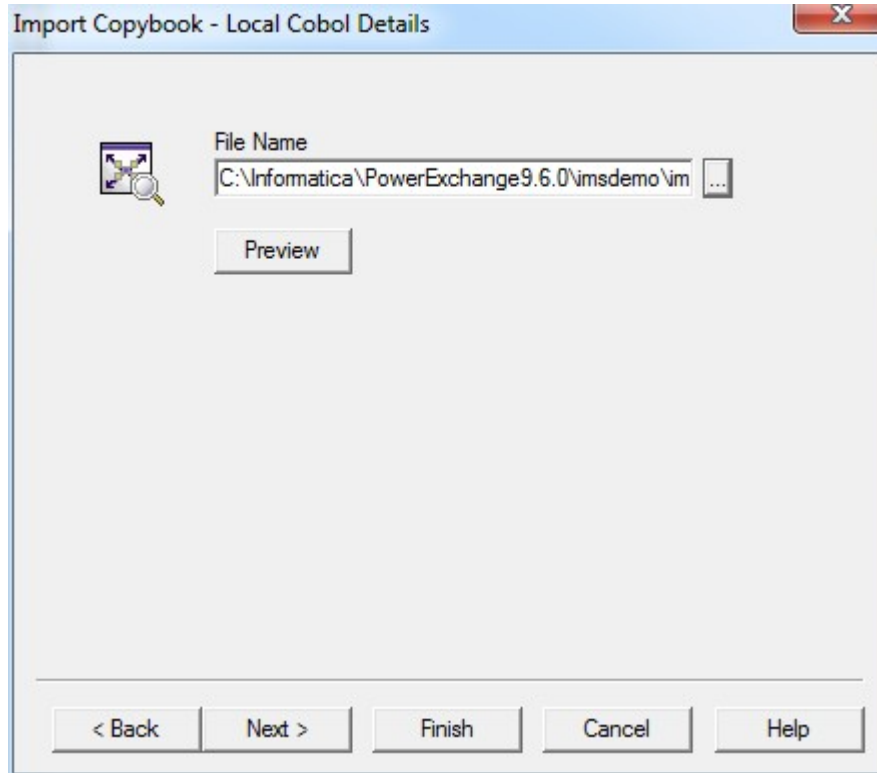 Import Copybook - Local Cobol Details
File Name
C:\Informatica\PowerExchange9.6.0\imsdemo\im
...
Preview
< Back Next > Finish Cancel Help